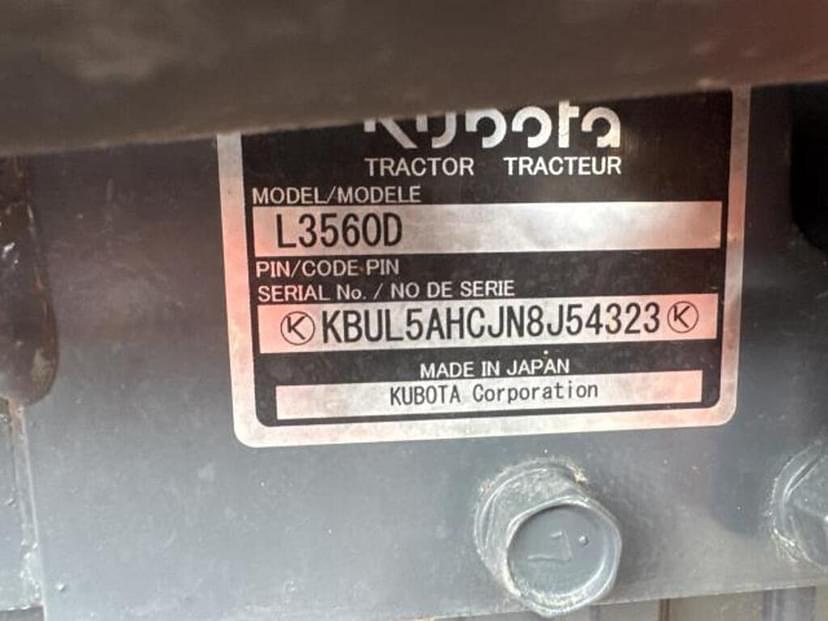 Kubota
TRACTOR TRACTEUR
MODEL/MODELE
L3560D
PIN/CODE PIN
SERIAL No. / NO DE SERIE
KBUL5AHCJN8J54323
MADE IN JAPAN
KUBOTA Corporation
7